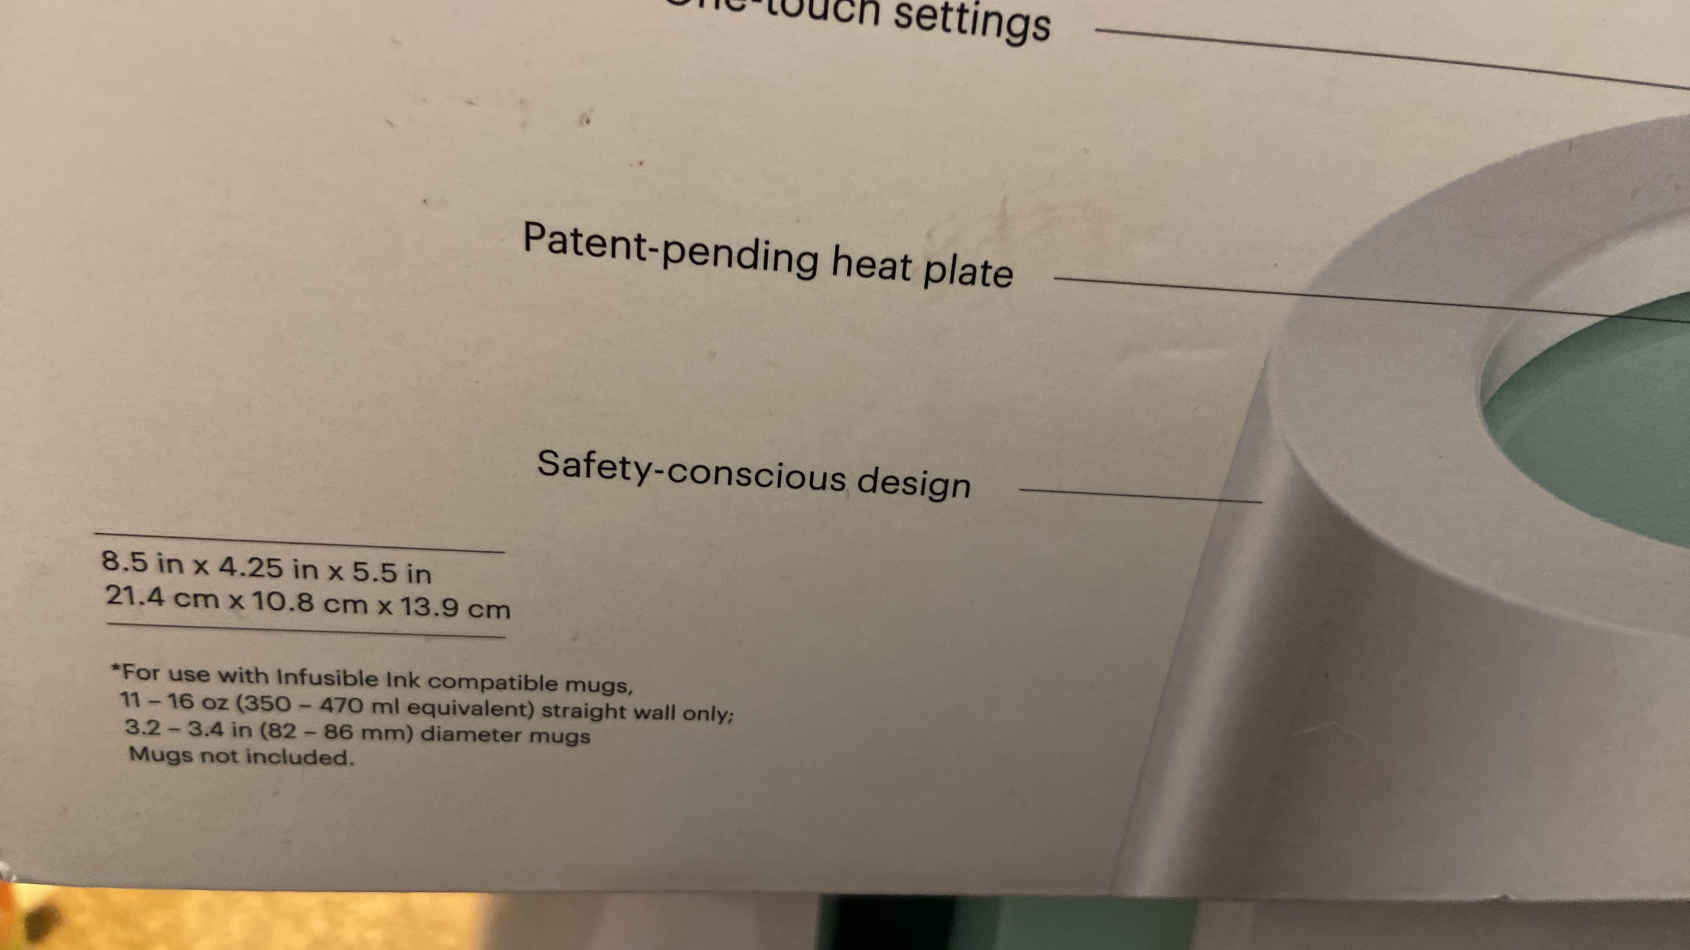 One-touch settings
Patent-pending heat plate
Safety-conscious design
8.5 in x 4.25 in x 5.5 in
21.4 cm x 10.8 cm x 13.9 cm
*For use with Infusible Ink compatible mugs,
11 – 16 oz (350 – 470 ml equivalent) straight wall only;
3.2 – 3.4 in (82 – 86 mm) diameter mugs
Mugs not included.